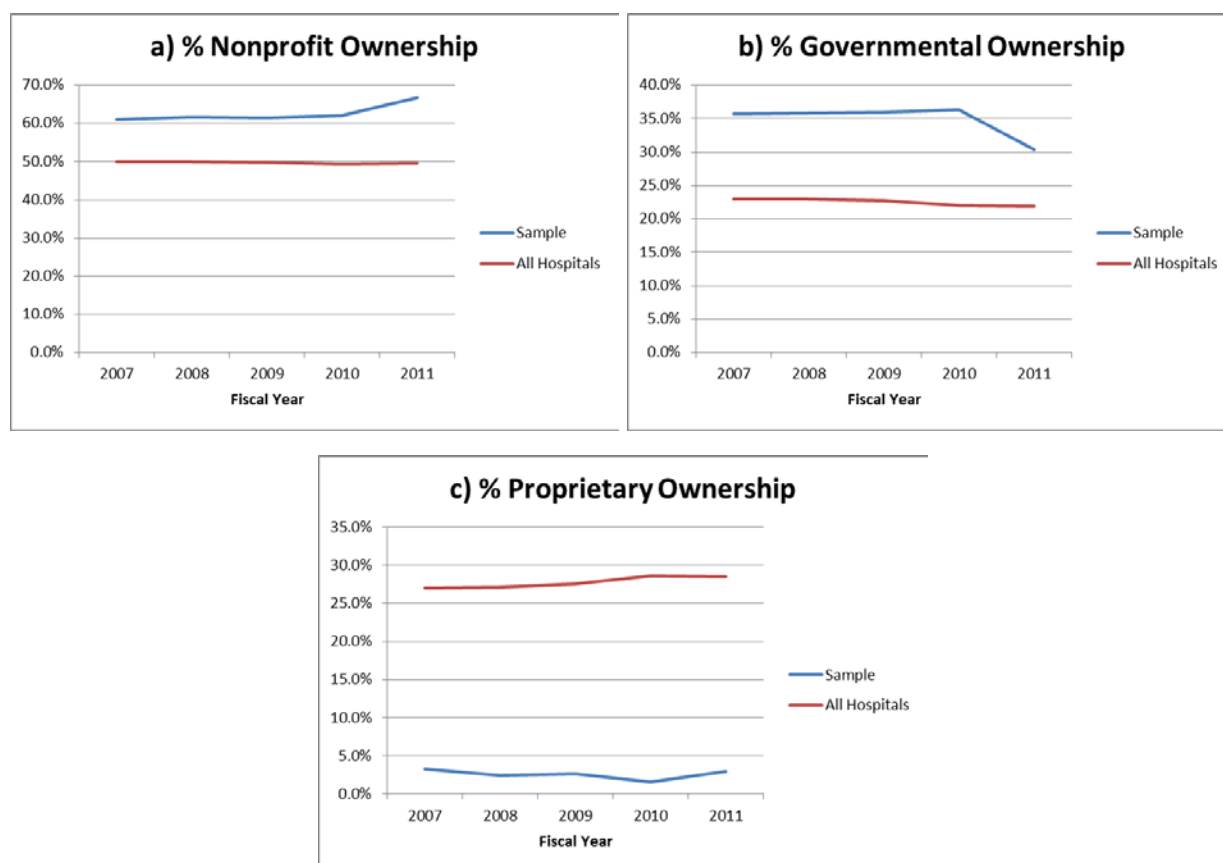 a) % Nonprofit Ownership
70.0%
60.0%
50.0%
40.0%
30.0%
20.0%
10.0%
0.0%
2007 2008 2009 2010 2011
Fiscal Year
Sample
All Hospitals
b) % Governmental Ownership
40.0%
35.0%
30.0%
25.0%
20.0%
15.0%
10.0%
5.0%
0.0%
2007 2008 2009 2010 2011
Fiscal Year
Sample
All Hospitals
c) % Proprietary Ownership
35.0%
30.0%
25.0%
20.0%
15.0%
10.0%
5.0%
0.0%
2007 2008 2009 2010 2011
Fiscal Year
Sample
All Hospitals